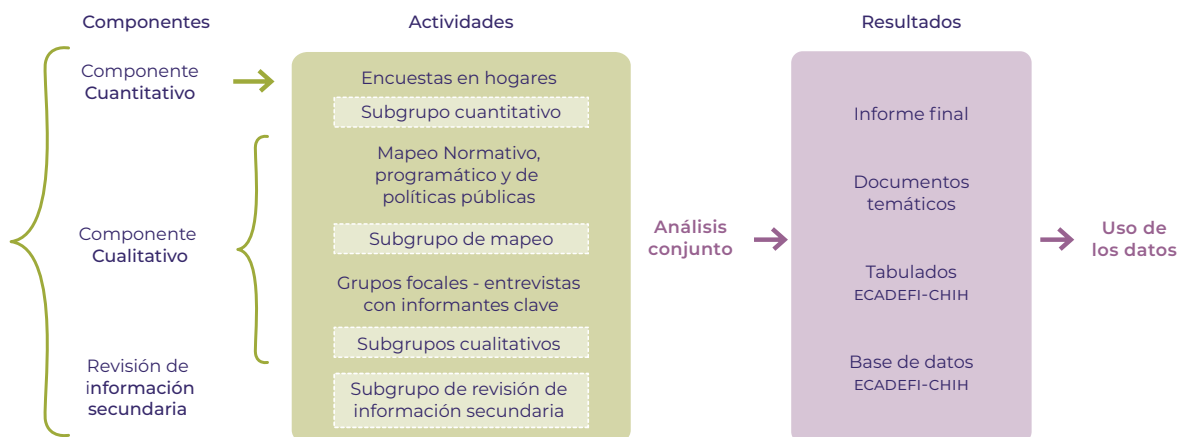 Componentes
Actividades
Resultados
Componente
Cuantitativo
Componente
Cualitativo
Revisión de
información
secundaria
Encuestas en hogares
Subgrupo cuantitativo
Mapeo Normativo,
programático y de
políticas públicas
Subgrupo de mapeo
Grupos focales - entrevistas
con informantes clave
Subgrupos cualitativos
Subgrupo de revisión de
información secundaria
Análisis
conjunto
Informe final
Documentos
temáticos
Tabulados
ECADEFI-CHIH
Base de datos
ECADEFI-CHIH
Uso de
los datos